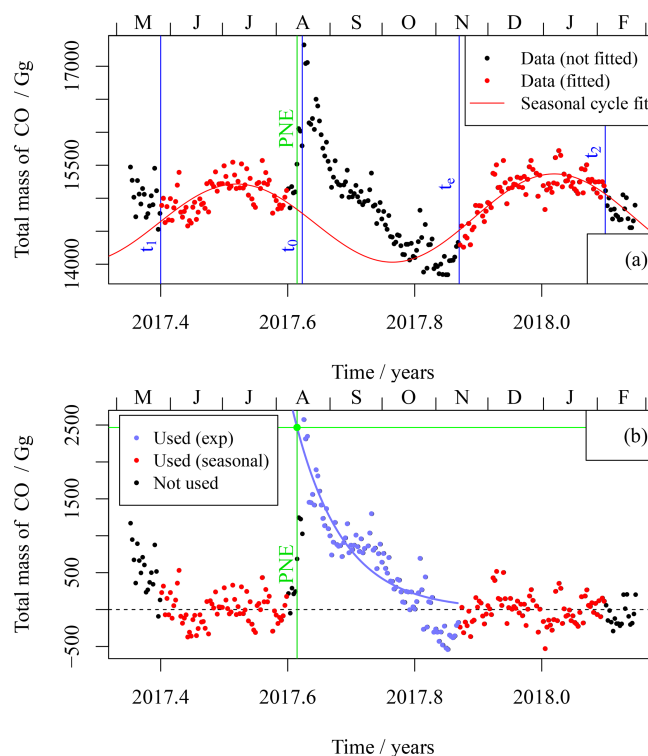 M J J A S O N D J F
Total mass of CO / Gg
17000
15500
14000
Data (not fitted)
Data (fitted)
Seasonal cycle fit
PNE
t1
t0
te
t2
(a)
2017.4 2017.6 2017.8 2018.0
Time / years
M J J A S O N D J F
Total mass of CO / Gg
2500
1500
500
−500
Used (exp)
Used (seasonal)
Not used
PNE
(b)
2017.4 2017.6 2017.8 2018.0
Time / years